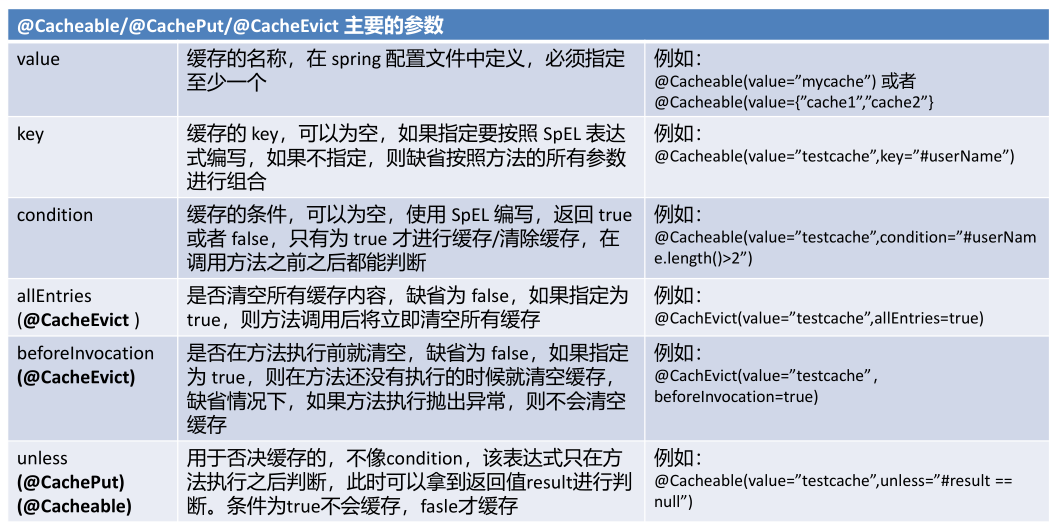 @Cacheable/@CachePut/@CacheEvict 主要的参数
value
缓存的名称，在 spring 配置文件中定义，必须指定
至少一个
例如：
@Cacheable(value=”mycache”) 或者
@Cacheable(value={”cache1”,”cache2”}
key
缓存的 key，可以为空，如果指定要按照 SpEL 表达
式编写，如果不指定，则缺省按照方法的所有参数
进行组合
例如：
@Cacheable(value=”testcache”,key=”#userName”)
condition
缓存的条件，可以为空，使用 SpEL 编写，返回 true
或者 false，只有为 true 才进行缓存/清除缓存，在
调用方法之前之后都能判断
例如：
@Cacheable(value=”testcache”,condition=”#userNam
e.length()>2”)
allEntries
(@CacheEvict )
是否清空所有缓存内容，缺省为 false，如果指定为
true，则方法调用后将立即清空所有缓存
例如：
@CachEvict(value=”testcache”,allEntries=true)
beforeInvocation
(@CacheEvict)
是否在方法执行前就清空，缺省为 false，如果指定
为 true，则在方法还没有执行的时候就清空缓存，
缺省情况下，如果方法执行抛出异常，则不会清空
缓存
例如：
@CachEvict(value=”testcache”，
beforeInvocation=true)
unless
(@CachePut)
(@Cacheable)
用于否决缓存的，不像condition，该表达式只在方
法执行之后判断，此时可以拿到返回值result进行判
断。条件为true不会缓存，fasle才缓存
例如：
@Cacheable(value=”testcache”,unless=”#result ==
null”)